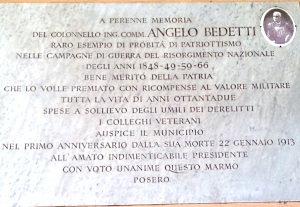 A PERENNE MEMORIA
DEL COLONNELLO ING. COMM. ANGELO BEDETTI
RARO ESEMPIO DI PROBITÀ DI PATRIOTTISMO
NELLE CAMPAGNE DI GUERRA DEL RISORGIMENTO NAZIONALE
DEGLI ANNI 1848-49-59-66
BENE MERITÒ DELLA PATRIA
CHE LO VOLLE PREMIATO CON RICOMPENSE AL VALORE MILITARE
TUTTA LA VITA DI ANNI OTTANTADUE
SPESE A SOLLIEVO DEGLI UMILI DEI DERELITTI
I COLLEGHI VETERANI
AUSPICE IL MUNICIPIO
NEL PRIMO ANNIVERSARIO DALLA SUA MORTE 22 GENNAIO 1913
ALL'AMATO INDIMENTICABILE PRESIDENTE
CON VOTO UNANIME QUESTO MARMO
POSERO